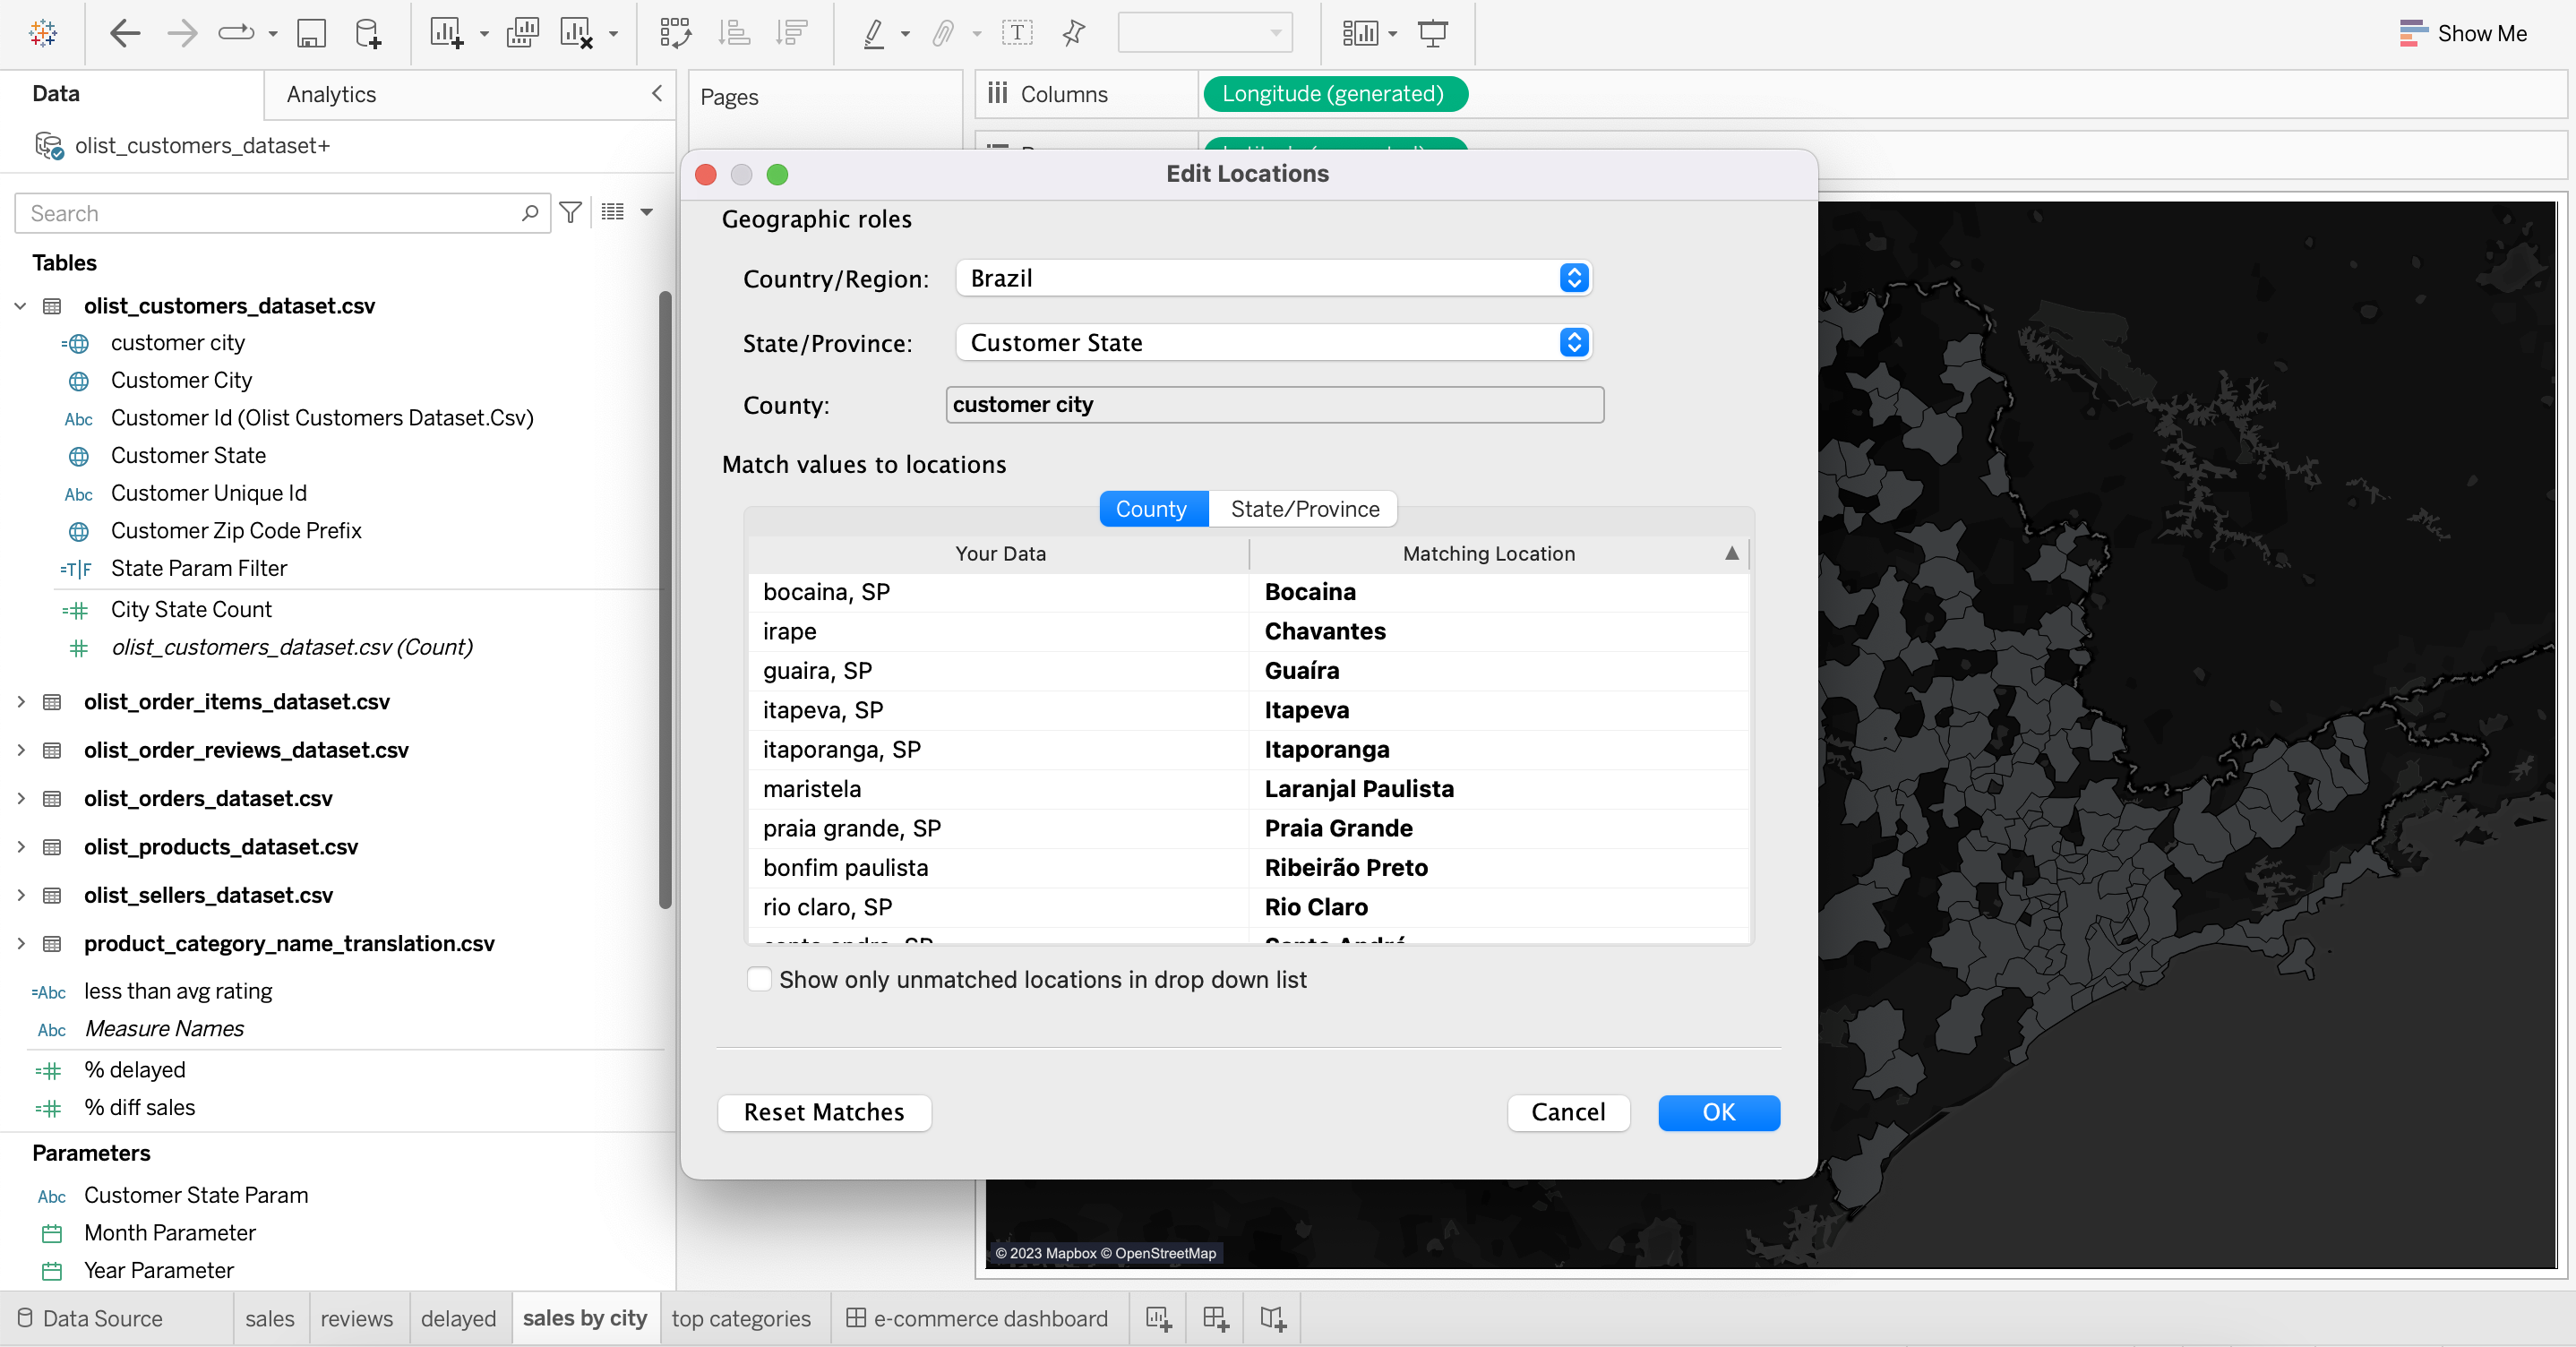 Show Me
Data
Analytics
Pages
Columns
Longitude (generated)
olist_customers_dataset+
Search
Tables
olist_customers_dataset.csv
customer city
Customer City
Customer Id (Olist Customers Dataset.Csv)
Customer State
Customer Unique Id
Customer Zip Code Prefix
State Param Filter
City State Count
olist_customers_dataset.csv (Count)
olist_order_items_dataset.csv
olist_order_reviews_dataset.csv
olist_orders_dataset.csv
olist_products_dataset.csv
olist_sellers_dataset.csv
product_category_name_translation.csv
less than avg rating
Measure Names
% delayed
% diff sales
Parameters
Customer State Param
Month Parameter
Year Parameter
Edit Locations
Geographic roles
Country/Region: Brazil
State/Province: Customer State
County: customer city
Match values to locations
County State/Province
Your Data Matching Location
bocaina, SP Bocaina
irape Chavantes
guaira, SP Guaíra
itapeva, SP Itapeva
itaporanga, SP Itaporanga
maristela Laranjal Paulista
praia grande, SP Praia Grande
bonfim paulista Ribeirão Preto
rio claro, SP Rio Claro
Show only unmatched locations in drop down list
Reset Matches Cancel OK
© 2023 Mapbox © OpenStreetMap
Data Source sales reviews delayed sales by city top categories e-commerce dashboard